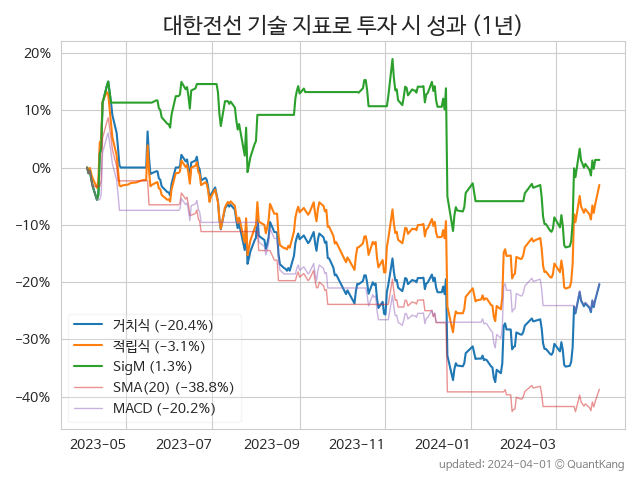 대한전선 기술 지표로 투자 시 성과 (1년)
20%
10%
0%
−10%
−20%
−30%
−40%
거치식 (−20.4%)
적립식 (−3.1%)
SigM (1.3%)
SMA(20) (−38.8%)
MACD (−20.2%)
2023-05 2023-07 2023-09 2023-11 2024-01 2024-03
updated: 2024-04-01 © QuantKang